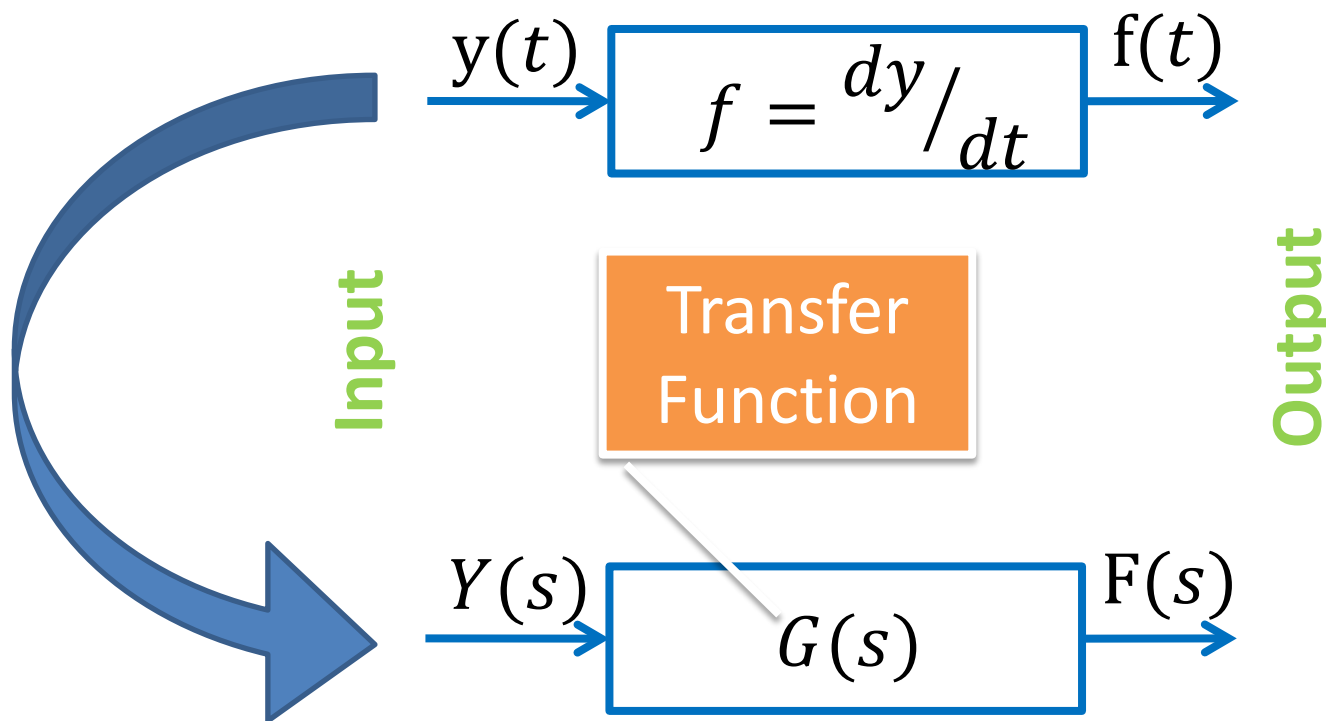 y(t)
f = dy/dt
f(t)
Input
Transfer
Function
Output
Y(s)
G(s)
F(s)